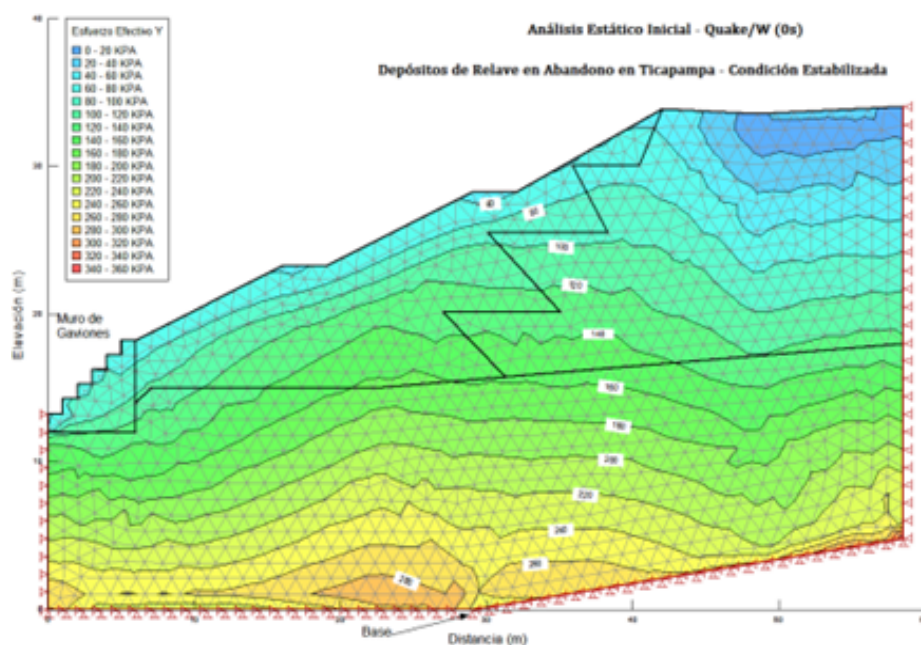 Análisis Estático Inicial - Quake/W (0s)
Depósitos de Relave en Abandono en Ticapampa - Condición Estabilizada
Esfuerzo Efectivo Y
0 - 20 KPA
20 - 40 KPA
40 - 60 KPA
60 - 80 KPA
80 - 100 KPA
100 - 120 KPA
120 - 140 KPA
140 - 160 KPA
160 - 180 KPA
180 - 200 KPA
200 - 220 KPA
220 - 240 KPA
240 - 260 KPA
260 - 280 KPA
280 - 300 KPA
300 - 320 KPA
320 - 340 KPA
340 - 360 KPA
40
30
20
Elevación (m)
Muro de
Gaviones
100
120
140
160
180
200
220
240
260
280
Base
Distancia (m)